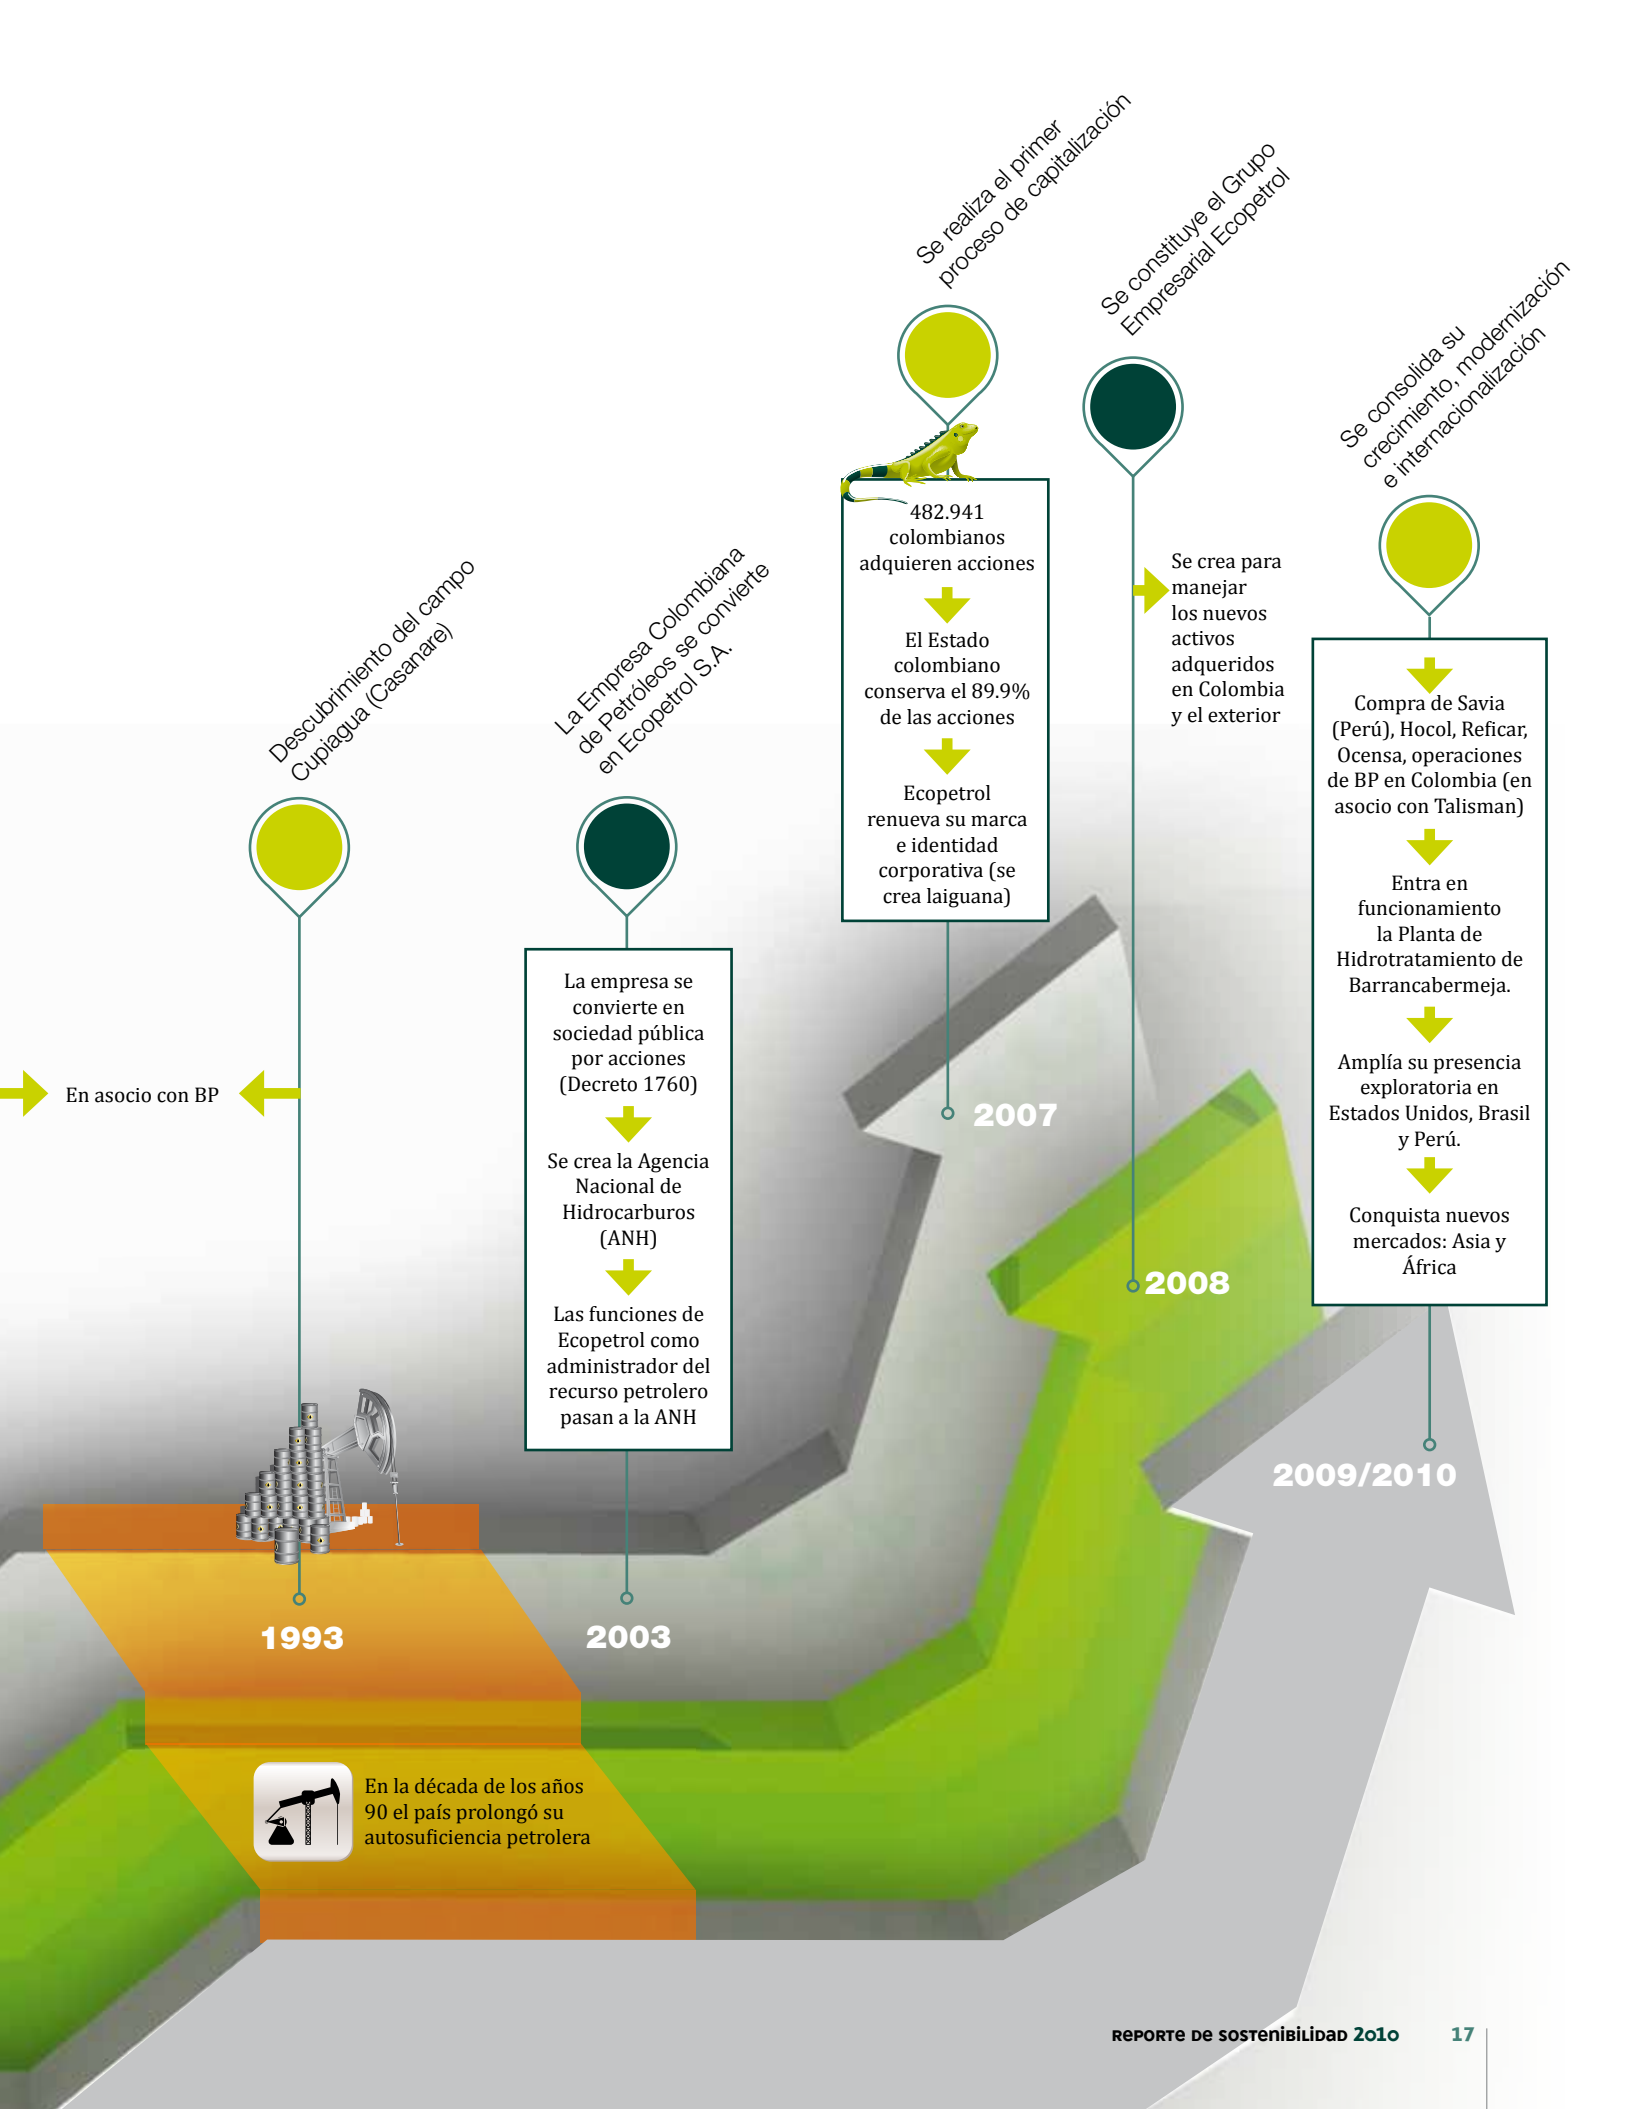 Descubrimiento del campo
Cupiagua (Casanare)
En asocio con BP
1993
En la década de los años
90 el país prolongó su
autosuficiencia petrolera
La Empresa Colombiana
de Petróleos se convierte
en Ecopetrol S.A.
La empresa se
convierte en
sociedad pública
por acciones
(Decreto 1760)
Se crea la Agencia
Nacional de
Hidrocarburos
(ANH)
Las funciones de
Ecopetrol como
administrador del
recurso petrolero
pasan a la ANH
2003
Se realiza el primer
proceso de capitalización
482.941
colombianos
adquieren acciones
El Estado
colombiano
conserva el 89.9%
de las acciones
Ecopetrol
renueva su marca
e identidad
corporativa (se
crea laiguana)
2007
Se constituye el Grupo
Empresarial Ecopetrol
Se crea para
manejar
los nuevos
activos
adqueridos
en Colombia
y el exterior
2008
Se consolida su
crecimiento, modernización
e internacionalización
Compra de Savia
(Perú), Hocol, Reficar,
Ocensa, operaciones
de BP en Colombia (en
asocio con Talisman)
Entra en
funcionamiento
la Planta de
Hidrotratamiento de
Barrancabermeja.
Amplía su presencia
exploratoria en
Estados Unidos, Brasil
y Perú.
Conquista nuevos
mercados: Asia y
África
2009/2010
REPORTE DE SOSTENIBILIDAD 2010 17